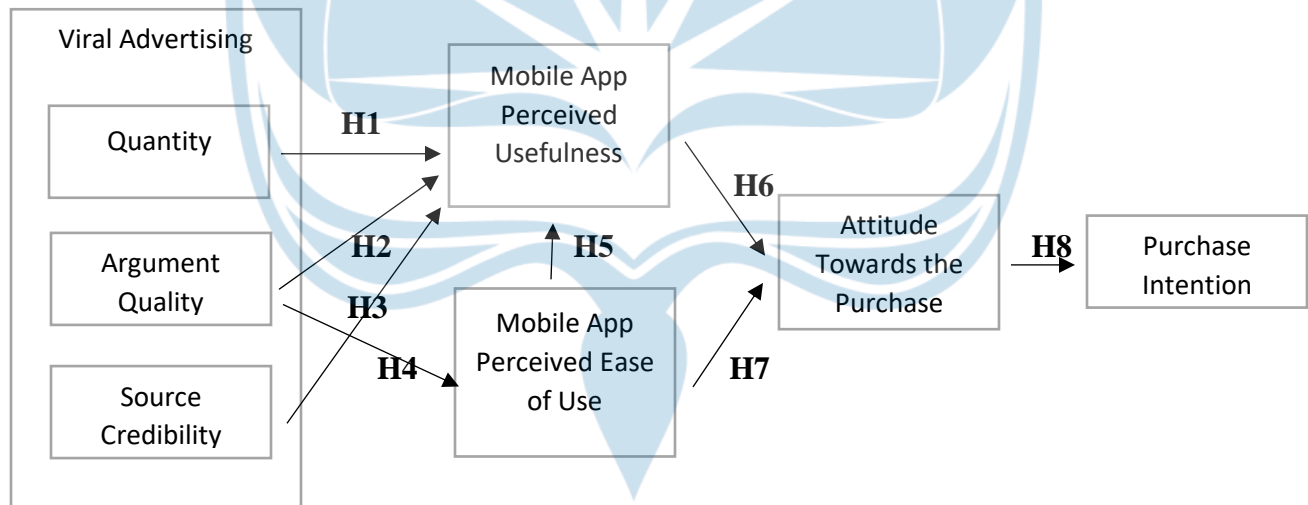 Viral Advertising
Quantity
Argument
Quality
Source
Credibility
H1
H2
H3
H4
Mobile App
Perceived
Usefulness
H5
Mobile App
Perceived Ease
of Use
H6
H7
Attitude
Towards the
Purchase
H8
Purchase
Intention